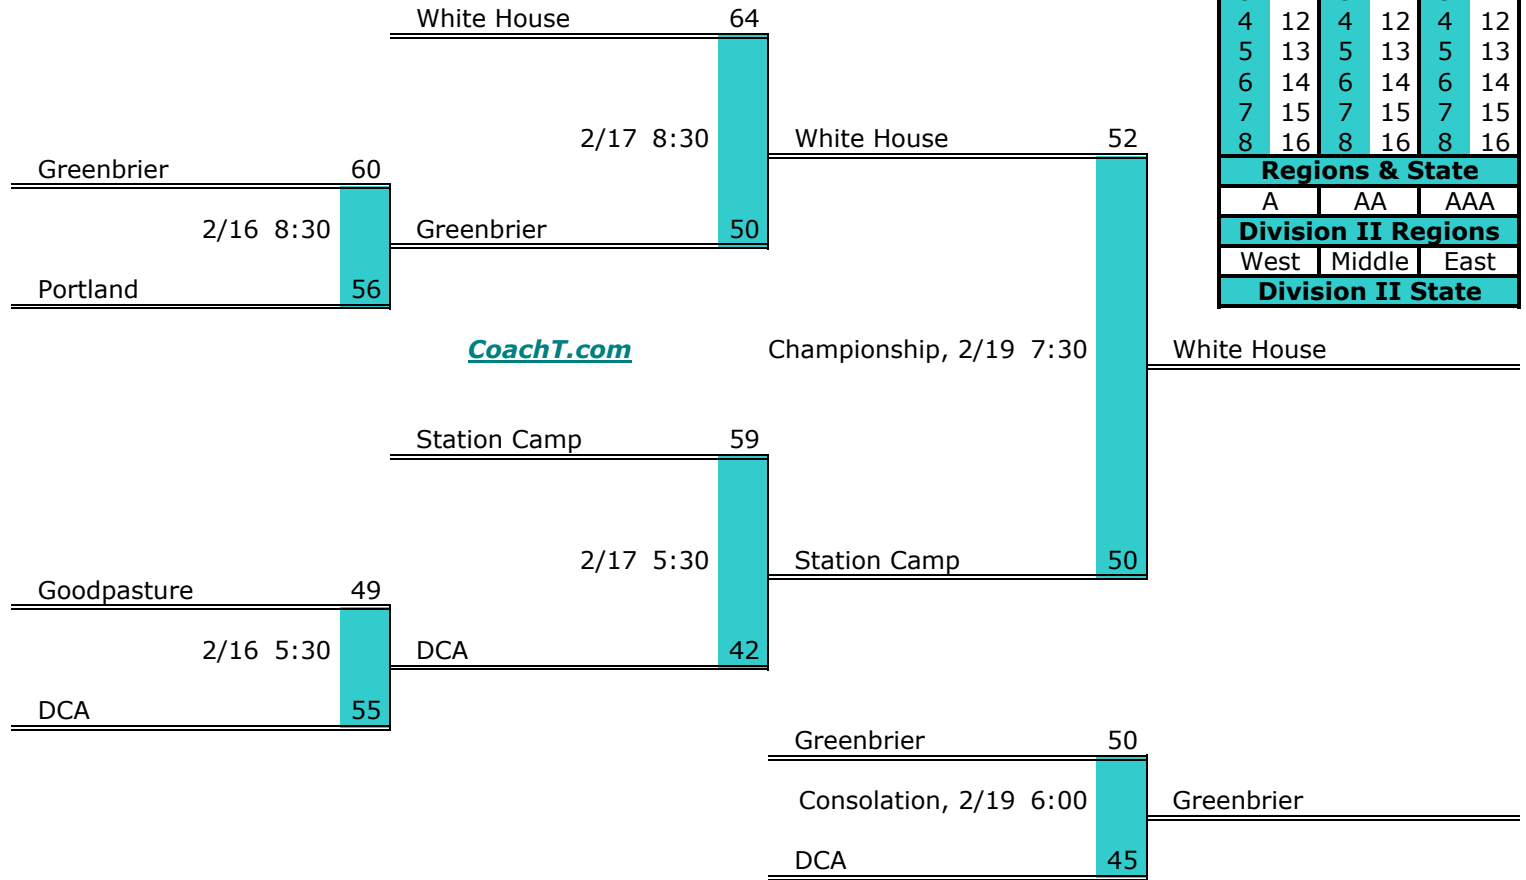 White House 64
4 12 4 12 4 12
5 13 5 13 5 13
6 14 6 14 6 14
2/17 8:30 White House 52
7 15 7 15 7 15
8 16 8 16 8 16
Greenbrier 60
Regions & State
A AA AAA
2/16 8:30 Greenbrier 50
Division II Regions
West Middle East
Portland 56
Division II State
CoachT.com Championship, 2/19 7:30 White House
Station Camp 59
2/17 5:30 Station Camp 50
Goodpasture 49
2/16 5:30 DCA 42
DCA 55
Greenbrier 50
Consolation, 2/19 6:00 Greenbrier
DCA 45